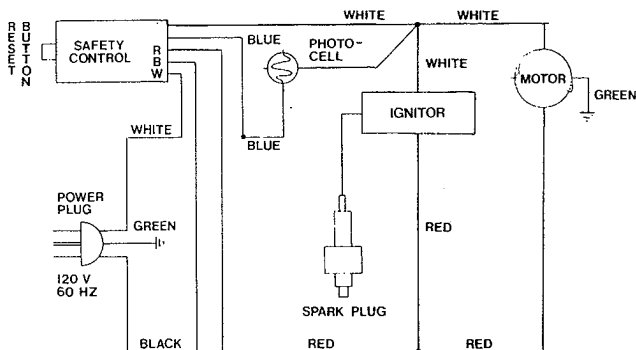 RESET
BUTTON
SAFETY
CONTROL
R
B
W
WHITE
WHITE
BLUE
PHOTO-
CELL
WHITE
MOTOR
GREEN
IGNITOR
WHITE
BLUE
POWER
PLUG
GREEN
120 V
60 HZ
RED
SPARK PLUG
BLACK
RED
RED